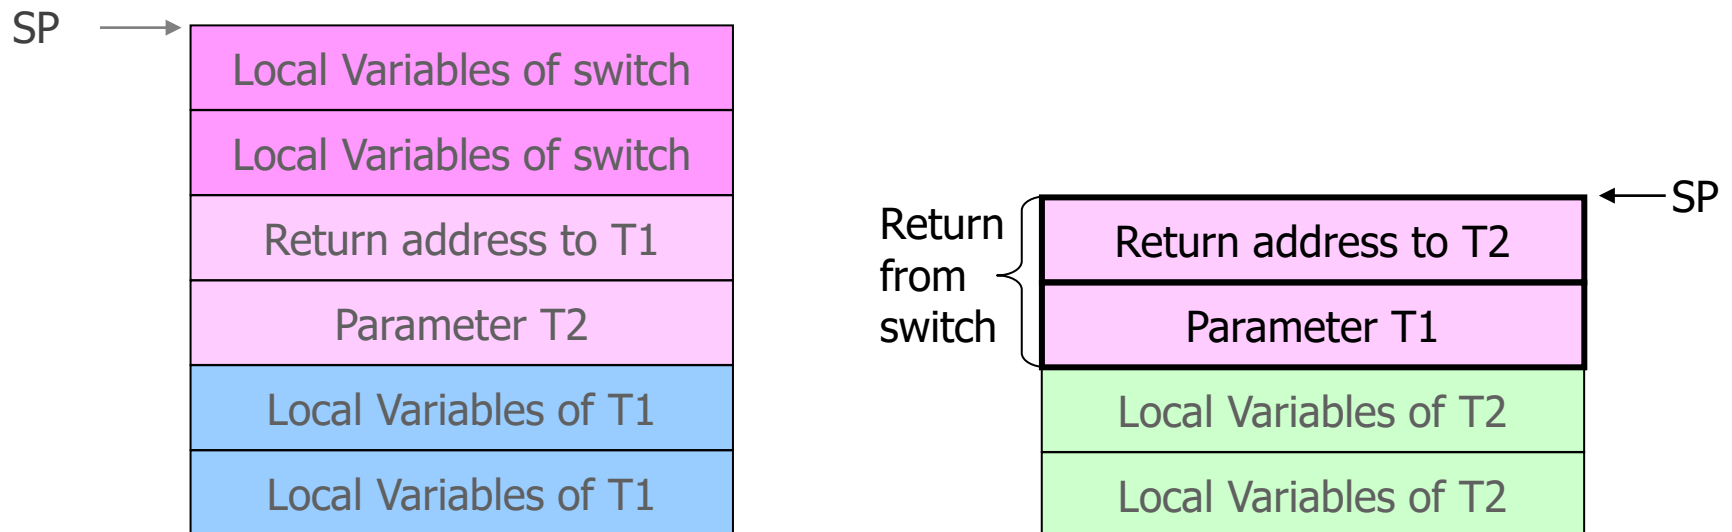 SP
Local Variables of switch
Local Variables of switch
Return address to T1
Parameter T2
Local Variables of T1
Local Variables of T1
Return
from
switch
SP
Return address to T2
Parameter T1
Local Variables of T2
Local Variables of T2